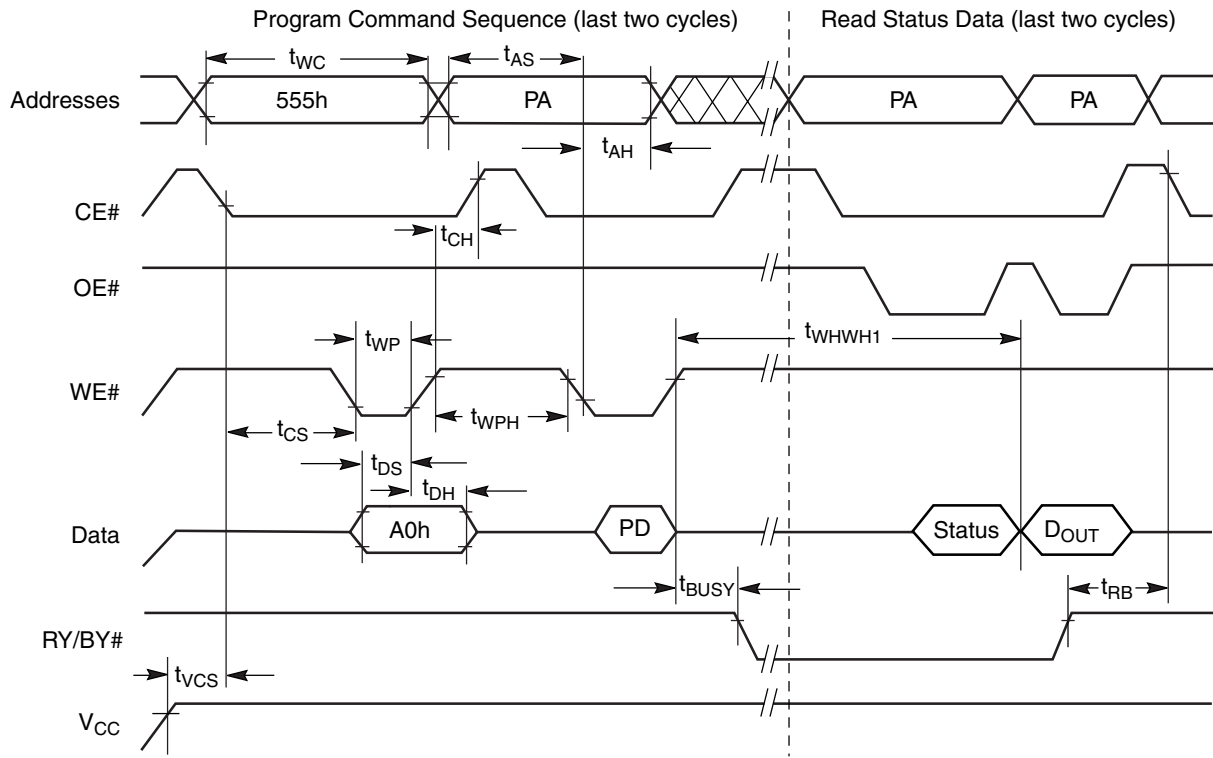 Program Command Sequence (last two cycles)
Read Status Data (last two cycles)
tWC
tAS
Addresses
555h
PA
PA
PA
tAH
CE#
tCH
OE#
tWP
tWHWH1
WE#
tCS
tWPH
tDS
tDH
Data
A0h
PD
Status
DOUT
tBUSY
tRB
RY/BY#
tVCS
VCC